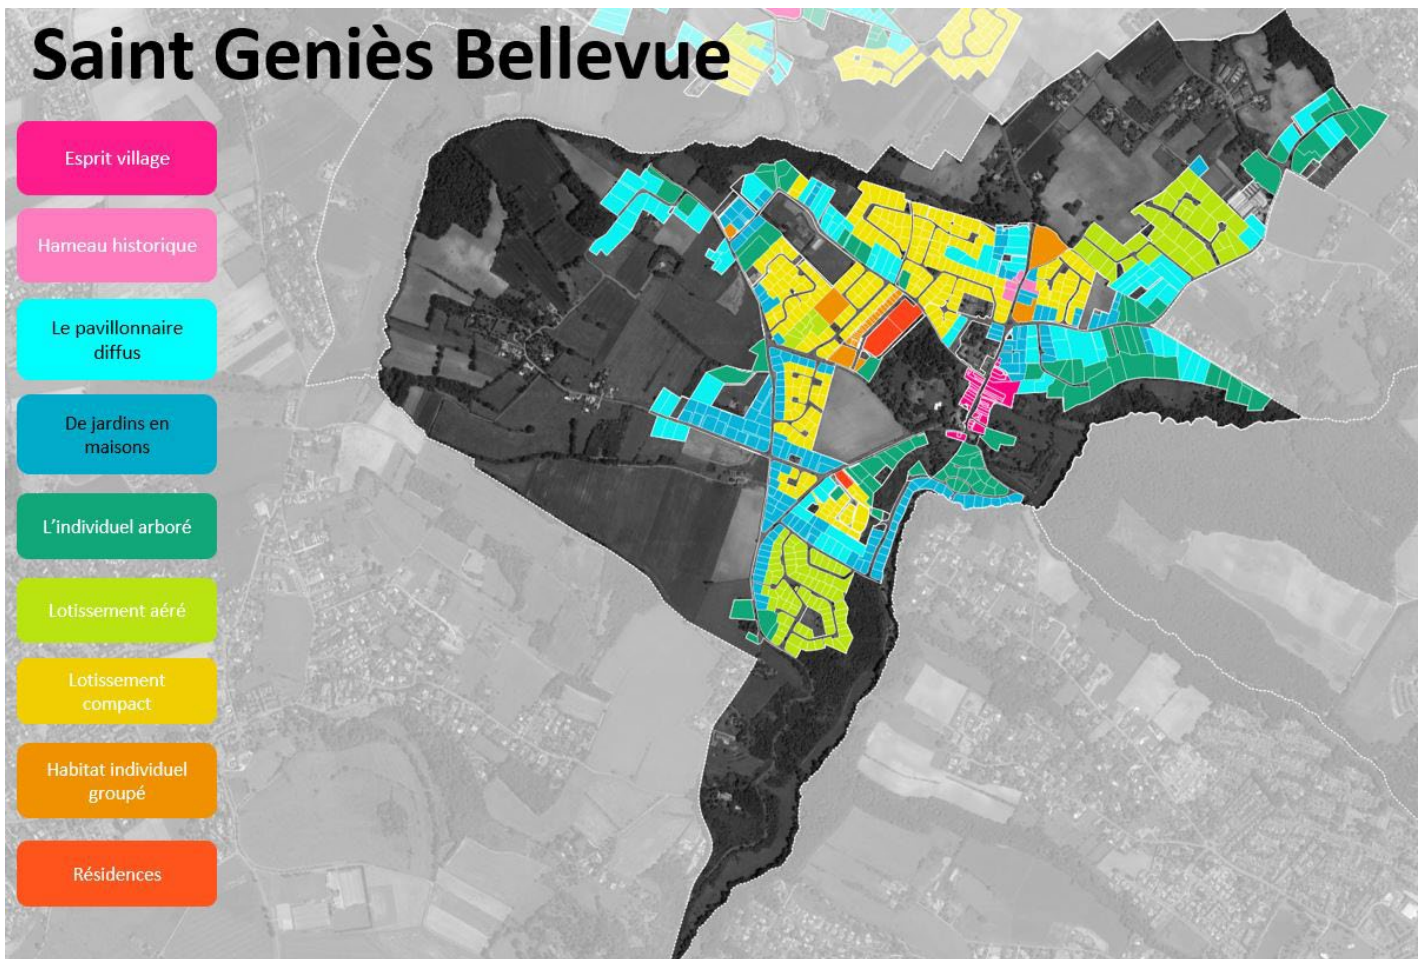 Saint Geniès Bellevue
Esprit village
Hameau historique
Le pavillonnaire
diffus
De jardins en
maisons
L'individuel arboré
Lotissement aéré
Lotissement
compact
Habitat individuel
groupé
Résidences